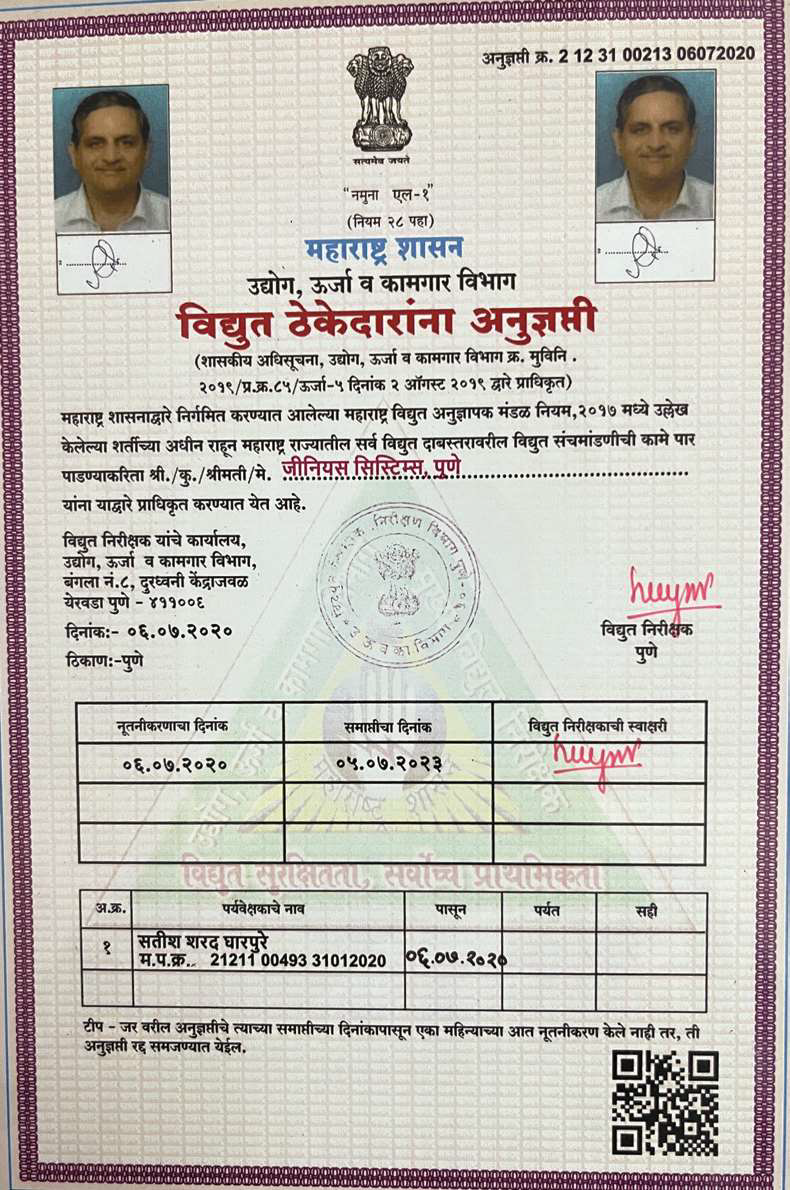 अनुज्ञप्ती क्र. 2 12 31 00213 06072020
सत्यमेव जयते
"नमुना एल-१"
(नियम २८ पहा)
महाराष्ट्र शासन
उद्योग, ऊर्जा व कामगार विभाग
विद्युत ठेकेदारांना अनुज्ञप्ती
(शासकीय अधिसूचना, उद्योग, ऊर्जा व कामगार विभाग क्र. मुविनि .
२०१९/प्र.क्र.८५/ऊर्जा-५ दिनांक २ ऑगस्ट २०१९ द्वारे प्राधिकृत)
महाराष्ट्र शासनाद्वारे निर्गमित करण्यात आलेल्या महाराष्ट्र विद्युत अनुज्ञापक मंडळ नियम,२०१७ मध्ये उल्लेख
केलेल्या शर्तीच्या अधीन राहून महाराष्ट्र राज्यातील सर्व विद्युत दाबस्तरावरील विद्युत संचमांडणीची कामे पार
पाडण्याकरिता श्री./कु./श्रीमती/मे. जीनियस सिस्टिम्स, पुणे
यांना याद्वारे प्राधिकृत करण्यात येत आहे.
विद्युत निरीक्षक यांचे कार्यालय,
उद्योग, ऊर्जा व कामगार विभाग,
बंगला नं.८, दुरध्वनी केंद्राजवळ
येरवडा पुणे - ४११००६
दिनांक:- ०६.०७.२०२०
ठिकाण:-पुणे
विद्युत निरीक्षक
पुणे
नूतनीकरणाचा दिनांक समाप्तीचा दिनांक विद्युत निरीक्षकाची स्वाक्षरी
०६.०७.२०२० ०५.०७.२०२३
विद्युत सुरक्षितता, सर्वोच्च प्राथमिकता
अ.क्र. पर्यवेक्षकाचे नाव पासून पर्यंत सही
१ सतीश शरद घारपुरे
म.प.क्र.. 21211 00493 31012020 ०६.०७.२०२०
टीप - जर वरील अनुज्ञप्तीचे त्याच्या समाप्तीच्या दिनांकापासून एका महिन्याच्या आत नूतनीकरण केले नाही तर, ती
अनुज्ञप्ती रद्द समजण्यात येईल.